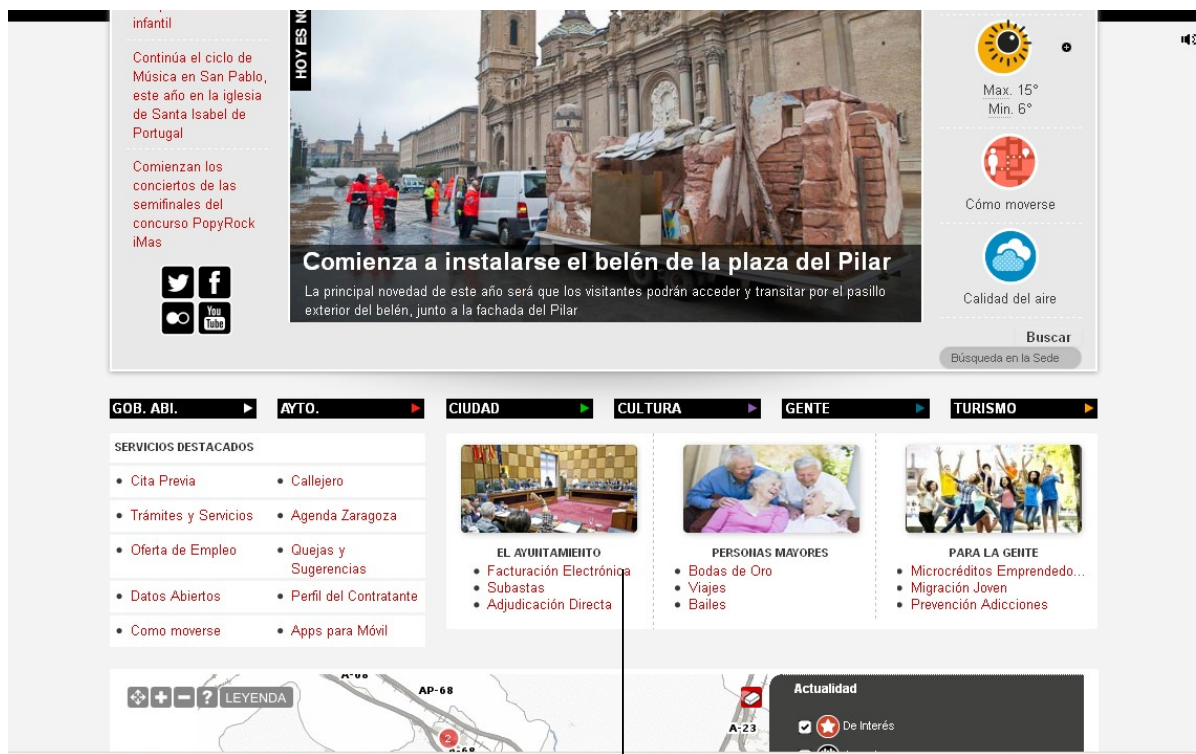 infantil
Continúa el ciclo de
Música en San Pablo,
este año en la iglesia
de Santa Isabel de
Portugal
Comienzan los
conciertos de las
semifinales del
concurso PopyRock
iMas
You
Tube
HOY ES NO
Comienza a instalarse el belén de la plaza del Pilar
La principal novedad de este año será que los visitantes podrán acceder y transitar por el pasillo
exterior del belén, junto a la fachada del Pilar
Max. 15°
Min. 6°
Cómo moverse
Calidad del aire
Buscar
Búsqueda en la Sede
GOB. ABI.
AYTO.
CIUDAD
CULTURA
GENTE
TURISMO
SERVICIOS DESTACADOS
Cita Previa
Callejero
Trámites y Servicios
Agenda Zaragoza
Oferta de Empleo
Quejas y
Sugerencias
Datos Abiertos
Perfil del Contratante
Como moverse
Apps para Móvil
EL AYUNTAMIENTO
Facturación Electrónica
Subastas
Adjudicación Directa
PERSONAS MAYORES
Bodas de Oro
Viajes
Bailes
PARA LA GENTE
Microcréditos Emprendedo...
Migración Joven
Prevención Adicciones
? LEYENDA
A-68
AP-68
2
A-68
A-23
Actualidad
De Interés